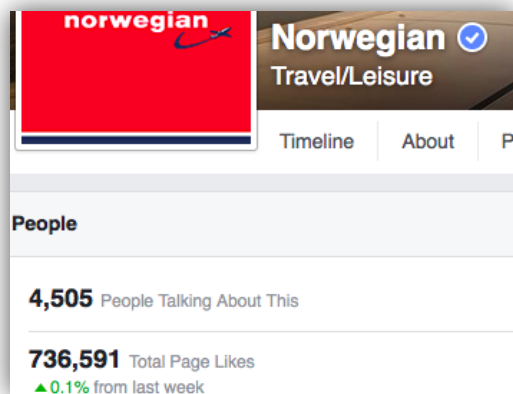 norwegian
Norwegian
Travel/Leisure
Timeline About P
People
4,505 People Talking About This
736,591 Total Page Likes
▲0.1% from last week